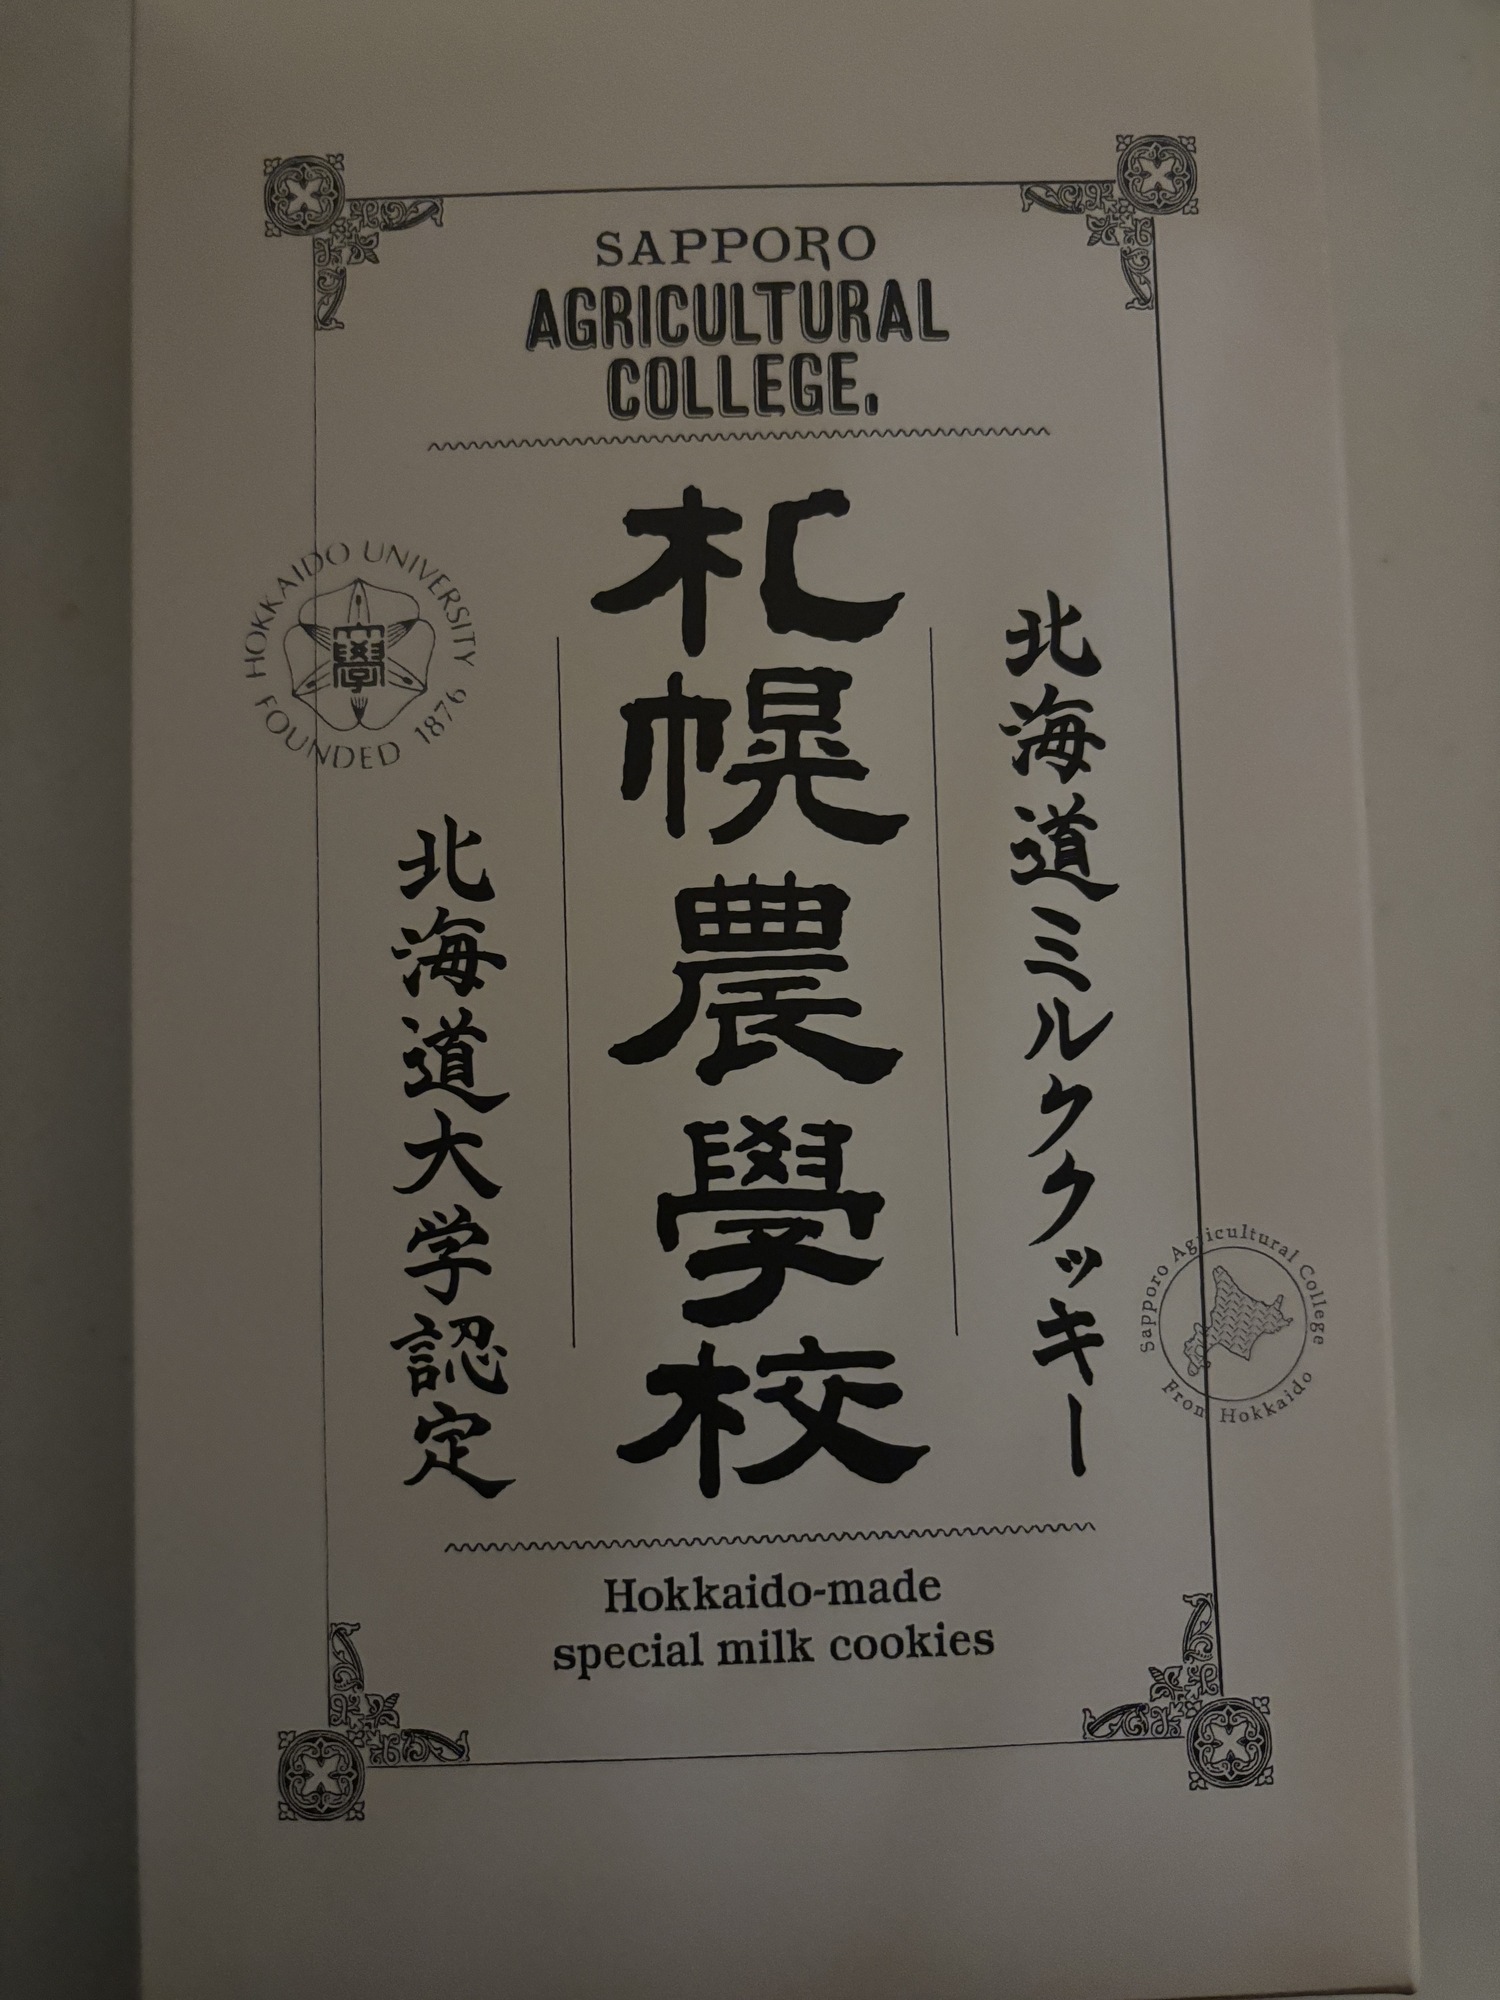 SAPPORO
AGRICULTURAL
COLLEGE.
北海道ミルククッキー
札幌農學校
HOKKAIDO UNIVERSITY
FOUNDED 1876
學
北海道大学認定
Sapporo Agricultural College
From Hokkaido
Hokkaido-made
special milk cookies